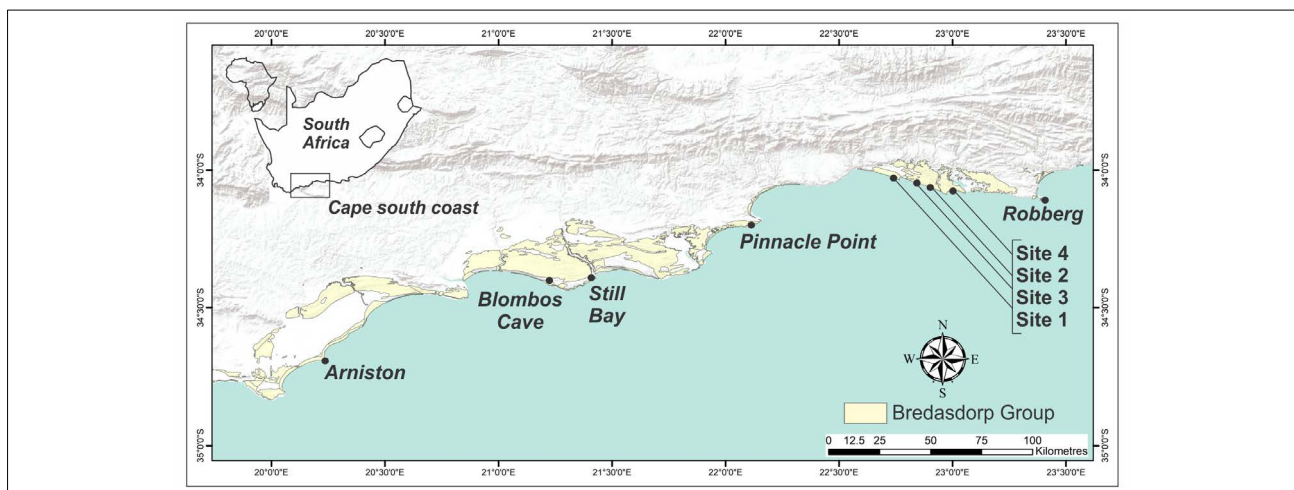 20°0'0"E 20°30'0"E 21°0'0"E 21°30'0"E 22°0'0"E 22°30'0"E 23°0'0"E 23°30'0"E
South
Africa
Cape south coast
34°0'0"S
34°0'0"S
Robberg
Pinnacle Point
Site 4
Site 2
Site 3
Site 1
Blombos
Cave
Still
Bay
34°30'0"S
34°30'0"S
N
W
E
S
Arniston
Bredasdorp Group
0 12.5 25 50 75 100
Kilometres
35°0'0"S
35°0'0"S
20°0'0"E 20°30'0"E 21°0'0"E 21°30'0"E 22°0'0"E 22°30'0"E 23°0'0"E 23°30'0"E